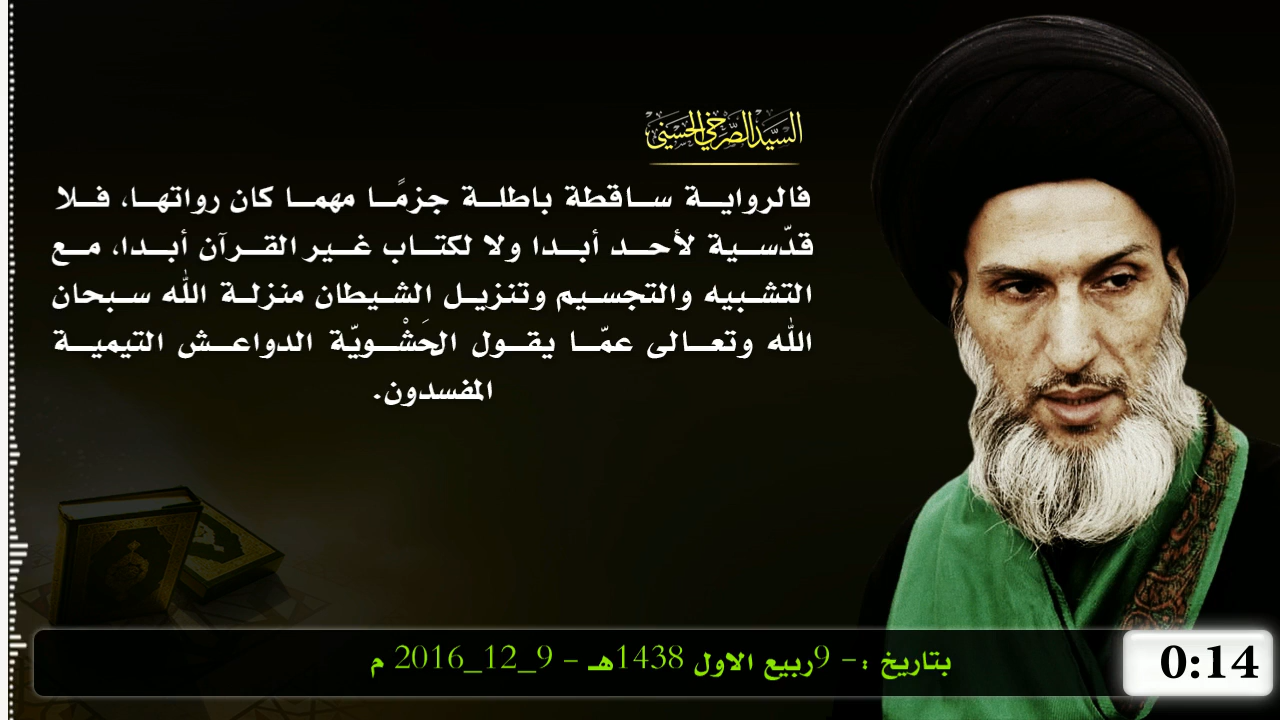 السيد الصرخي الحسني
فالرواية ساقطة باطلة جزمًا مهما كان رواتها، فلا
قدّسية لأحد أبدا ولا لكتاب غير القرآن أبدا، مع
التشبيه والتجسيم وتنزيل الشيطان منزلة الله سبحان
الله وتعالى عمّا يقول الحَشْويّة الدواعش التيمية
المفسدون.
بتاريخ :- 9ربيع الاول 1438هـ - 9_12_2016 م
0:14